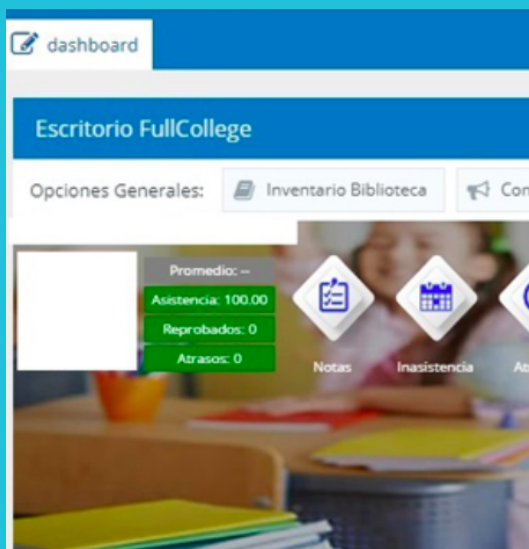 dashboard
Escritorio FullCollege
Opciones Generales:
Inventario Biblioteca
Promedio: --
Asistencia: 100.00
Reprobados: 0
Atrasos: 0
Notas
Inasistencia